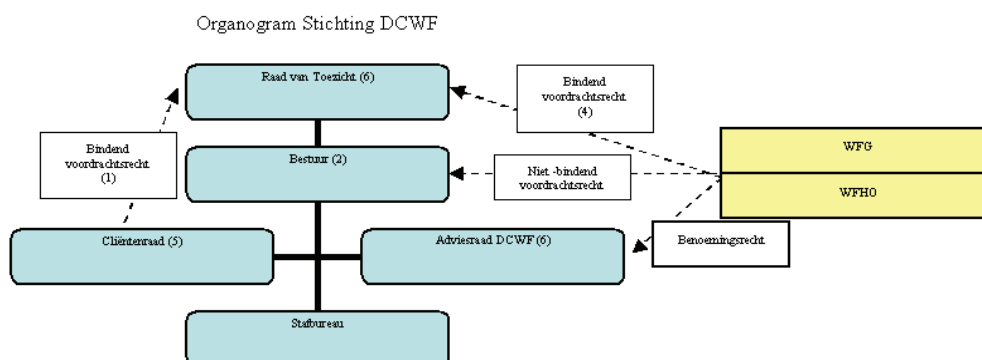 Organogram Stichting DCWF
Raad van Toezicht (6)
Bindend
voordrachtsrecht
(4)
Bindend
voordrachtsrecht
(1)
Bestuur (2)
Niet -bindend
voordrachtsrecht
WFG
WFHO
Cliëntenraad (5)
Adviesraad DCWF (6)
Benoemingsrecht
Stafbureau